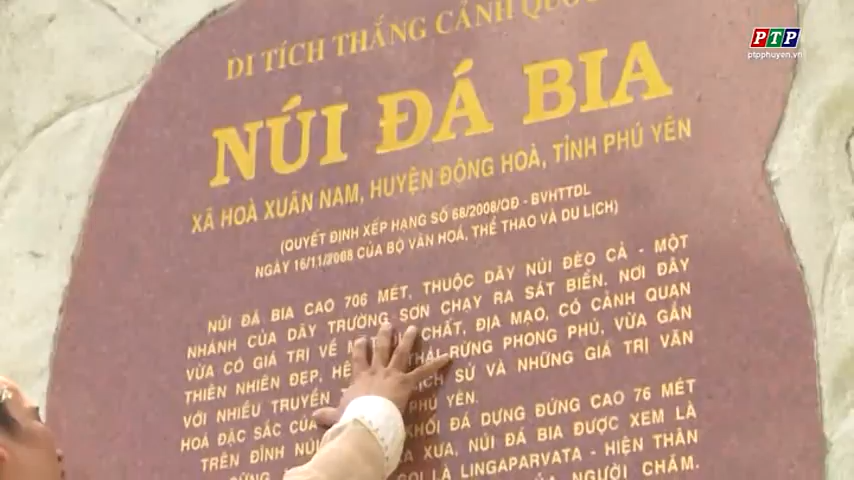 PTP
ptpphuyen.vn
DI TÍCH THẮNG CẢNH QUỐC
NÚI ĐÁ BIA
XÃ HOÀ XUÂN NAM, HUYỆN ĐÔNG HOÀ, TỈNH PHÚ YÊN
(QUYẾT ĐỊNH XẾP HẠNG SỐ 68/2008/QĐ - BVHTTDL
NGÀY 16/11/2008 CỦA BỘ VĂN HOÁ, THỂ THAO VÀ DU LỊCH)
NÚI ĐÁ BIA CAO 706 MÉT, THUỘC DÃY NÚI ĐÈO CẢ - MỘT
NHÁNH CỦA DÃY TRƯỜNG SƠN CHẠY RA SÁT BIỂN. NƠI ĐÂY
VỪA CÓ GIÁ TRỊ VỀ CHẤT, ĐỊA MẠO, CÓ CẢNH QUAN
THIÊN NHIÊN ĐẸP, HỆ THÁI RỪNG PHONG PHÚ, VỪA GẮN
VỚI NHIỀU TRUYỀN LỊCH SỬ VÀ NHỮNG GIÁ TRỊ VĂN
HOÁ ĐẶC SẮC CỦA PHÚ YÊN.
TRÊN ĐỈNH NÚI KHỐI ĐÁ DỰNG ĐỨNG CAO 76 MÉT
XƯA, NÚI ĐÁ BIA ĐƯỢC XEM LÀ
GỌI LÀ LINGAPARVATA - HIỆN THÂN
CỦA NGƯỜI CHĂM.